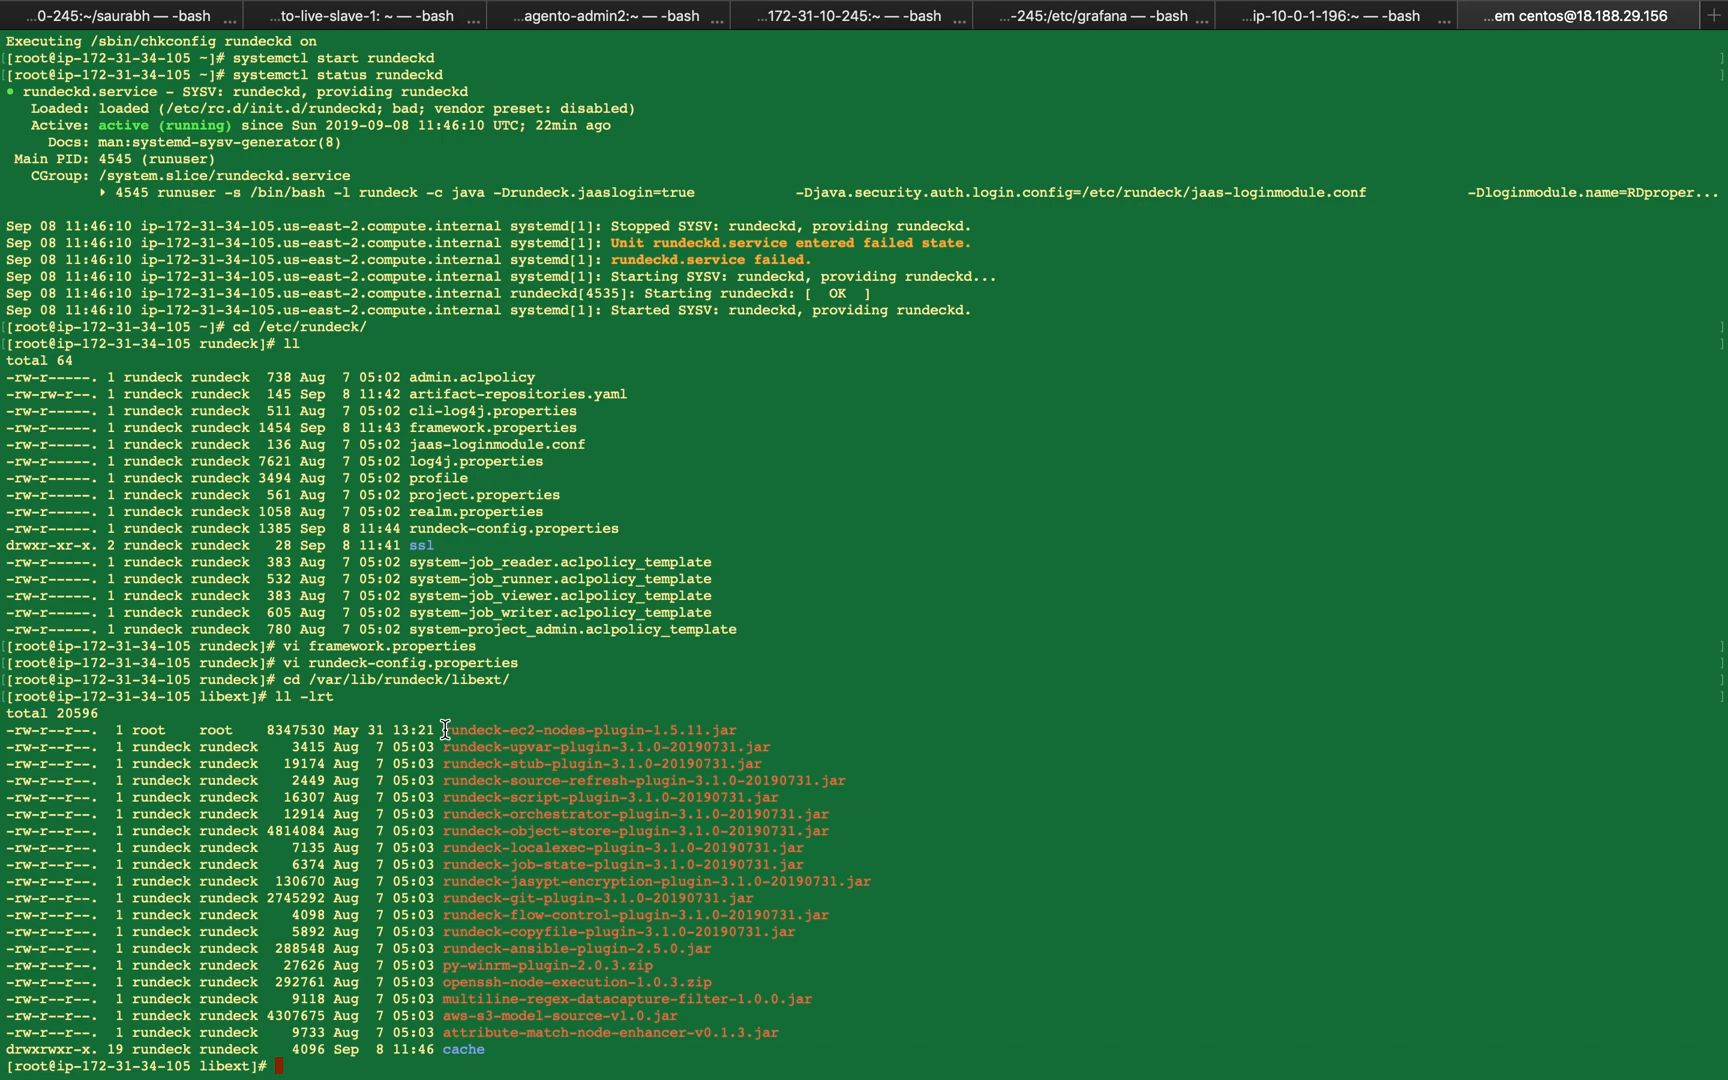 ...0-245:~/saurabh — -bash ...
...to-live-slave-1: ~ — -bash ...
...agento-admin2:~ — -bash ...
...172-31-10-245:~ — -bash ...
...-245:/etc/grafana — -bash ...
...ip-10-0-1-196:~ — -bash ...
...em centos@18.188.29.156
Executing /sbin/chkconfig rundeckd on
[[root@ip-172-31-34-105 ~]# systemctl start rundeckd ]
[[root@ip-172-31-34-105 ~]# systemctl status rundeckd ]
● rundeckd.service - SYSV: rundeckd, providing rundeckd
Loaded: loaded (/etc/rc.d/init.d/rundeckd; bad; vendor preset: disabled)
Active: active (running) since Sun 2019-09-08 11:46:10 UTC; 22min ago
Docs: man:systemd-sysv-generator(8)
Main PID: 4545 (runuser)
CGroup: /system.slice/rundeckd.service
‣ 4545 runuser -s /bin/bash -l rundeck -c java -Drundeck.jaaslogin=true -Djava.security.auth.login.config=/etc/rundeck/jaas-loginmodule.conf -Dloginmodule.name=RDproper...
Sep 08 11:46:10 ip-172-31-34-105.us-east-2.compute.internal systemd[1]: Stopped SYSV: rundeckd, providing rundeckd.
Sep 08 11:46:10 ip-172-31-34-105.us-east-2.compute.internal systemd[1]: Unit rundeckd.service entered failed state.
Sep 08 11:46:10 ip-172-31-34-105.us-east-2.compute.internal systemd[1]: rundeckd.service failed.
Sep 08 11:46:10 ip-172-31-34-105.us-east-2.compute.internal systemd[1]: Starting SYSV: rundeckd, providing rundeckd...
Sep 08 11:46:10 ip-172-31-34-105.us-east-2.compute.internal rundeckd[4535]: Starting rundeckd: [ OK ]
Sep 08 11:46:10 ip-172-31-34-105.us-east-2.compute.internal systemd[1]: Started SYSV: rundeckd, providing rundeckd.
[[root@ip-172-31-34-105 ~]# cd /etc/rundeck/ ]
[[root@ip-172-31-34-105 rundeck]# ll ]
total 64
-rw-r-----. 1 rundeck rundeck 738 Aug 7 05:02 admin.aclpolicy
-rw-rw-r--. 1 rundeck rundeck 145 Sep 8 11:42 artifact-repositories.yaml
-rw-r-----. 1 rundeck rundeck 511 Aug 7 05:02 cli-log4j.properties
-rw-r-----. 1 rundeck rundeck 1454 Sep 8 11:43 framework.properties
-rw-r-----. 1 rundeck rundeck 136 Aug 7 05:02 jaas-loginmodule.conf
-rw-r-----. 1 rundeck rundeck 7621 Aug 7 05:02 log4j.properties
-rw-r-----. 1 rundeck rundeck 3494 Aug 7 05:02 profile
-rw-r-----. 1 rundeck rundeck 561 Aug 7 05:02 project.properties
-rw-r-----. 1 rundeck rundeck 1058 Aug 7 05:02 realm.properties
-rw-r-----. 1 rundeck rundeck 1385 Sep 8 11:44 rundeck-config.properties
drwxr-xr-x. 2 rundeck rundeck 28 Sep 8 11:41 ssl
-rw-r-----. 1 rundeck rundeck 383 Aug 7 05:02 system-job_reader.aclpolicy_template
-rw-r-----. 1 rundeck rundeck 532 Aug 7 05:02 system-job_runner.aclpolicy_template
-rw-r-----. 1 rundeck rundeck 383 Aug 7 05:02 system-job_viewer.aclpolicy_template
-rw-r-----. 1 rundeck rundeck 605 Aug 7 05:02 system-job_writer.aclpolicy_template
-rw-r-----. 1 rundeck rundeck 780 Aug 7 05:02 system-project_admin.aclpolicy_template
[[root@ip-172-31-34-105 rundeck]# vi framework.properties ]
[[root@ip-172-31-34-105 rundeck]# vi rundeck-config.properties ]
[[root@ip-172-31-34-105 rundeck]# cd /var/lib/rundeck/libext/ ]
[[root@ip-172-31-34-105 libext]# ll -lrt ]
total 20596
-rw-r--r--. 1 root root 8347530 May 31 13:21 rundeck-ec2-nodes-plugin-1.5.11.jar
-rw-r--r--. 1 rundeck rundeck 3415 Aug 7 05:03 rundeck-upvar-plugin-3.1.0-20190731.jar
-rw-r--r--. 1 rundeck rundeck 19174 Aug 7 05:03 rundeck-stub-plugin-3.1.0-20190731.jar
-rw-r--r--. 1 rundeck rundeck 2449 Aug 7 05:03 rundeck-source-refresh-plugin-3.1.0-20190731.jar
-rw-r--r--. 1 rundeck rundeck 16307 Aug 7 05:03 rundeck-script-plugin-3.1.0-20190731.jar
-rw-r--r--. 1 rundeck rundeck 12914 Aug 7 05:03 rundeck-orchestrator-plugin-3.1.0-20190731.jar
-rw-r--r--. 1 rundeck rundeck 4814084 Aug 7 05:03 rundeck-object-store-plugin-3.1.0-20190731.jar
-rw-r--r--. 1 rundeck rundeck 7135 Aug 7 05:03 rundeck-localexec-plugin-3.1.0-20190731.jar
-rw-r--r--. 1 rundeck rundeck 6374 Aug 7 05:03 rundeck-job-state-plugin-3.1.0-20190731.jar
-rw-r--r--. 1 rundeck rundeck 130670 Aug 7 05:03 rundeck-jasypt-encryption-plugin-3.1.0-20190731.jar
-rw-r--r--. 1 rundeck rundeck 2745292 Aug 7 05:03 rundeck-git-plugin-3.1.0-20190731.jar
-rw-r--r--. 1 rundeck rundeck 4098 Aug 7 05:03 rundeck-flow-control-plugin-3.1.0-20190731.jar
-rw-r--r--. 1 rundeck rundeck 5892 Aug 7 05:03 rundeck-copyfile-plugin-3.1.0-20190731.jar
-rw-r--r--. 1 rundeck rundeck 288548 Aug 7 05:03 rundeck-ansible-plugin-2.5.0.jar
-rw-r--r--. 1 rundeck rundeck 27626 Aug 7 05:03 py-winrm-plugin-2.0.3.zip
-rw-r--r--. 1 rundeck rundeck 292761 Aug 7 05:03 openssh-node-execution-1.0.3.zip
-rw-r--r--. 1 rundeck rundeck 9118 Aug 7 05:03 multiline-regex-datacapture-filter-1.0.0.jar
-rw-r--r--. 1 rundeck rundeck 4307675 Aug 7 05:03 aws-s3-model-source-v1.0.jar
-rw-r--r--. 1 rundeck rundeck 9733 Aug 7 05:03 attribute-match-node-enhancer-v0.1.3.jar
drwxrwxr-x. 19 rundeck rundeck 4096 Sep 8 11:46 cache
[root@ip-172-31-34-105 libext]#